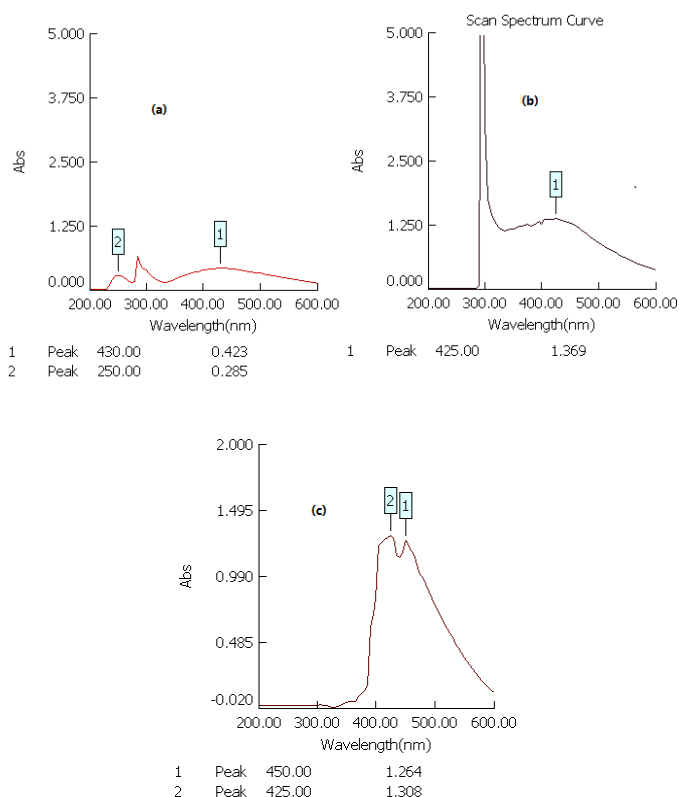 Scan Spectrum Curve
5.000
3.750
2.500
1.250
0.000
Abs
(a)
2
1
200.00 300.00 400.00 500.00 600.00
Wavelength(nm)
1 Peak 430.00 0.423
2 Peak 250.00 0.285
5.000
3.750
2.500
1.250
0.000
Abs
(b)
1
200.00 300.00 400.00 500.00 600.00
Wavelength(nm)
1 Peak 425.00 1.369
2.000
1.495
0.990
0.485
-0.020
Abs
(c)
2
1
200.00 300.00 400.00 500.00 600.00
Wavelength(nm)
1 Peak 450.00 1.264
2 Peak 425.00 1.308